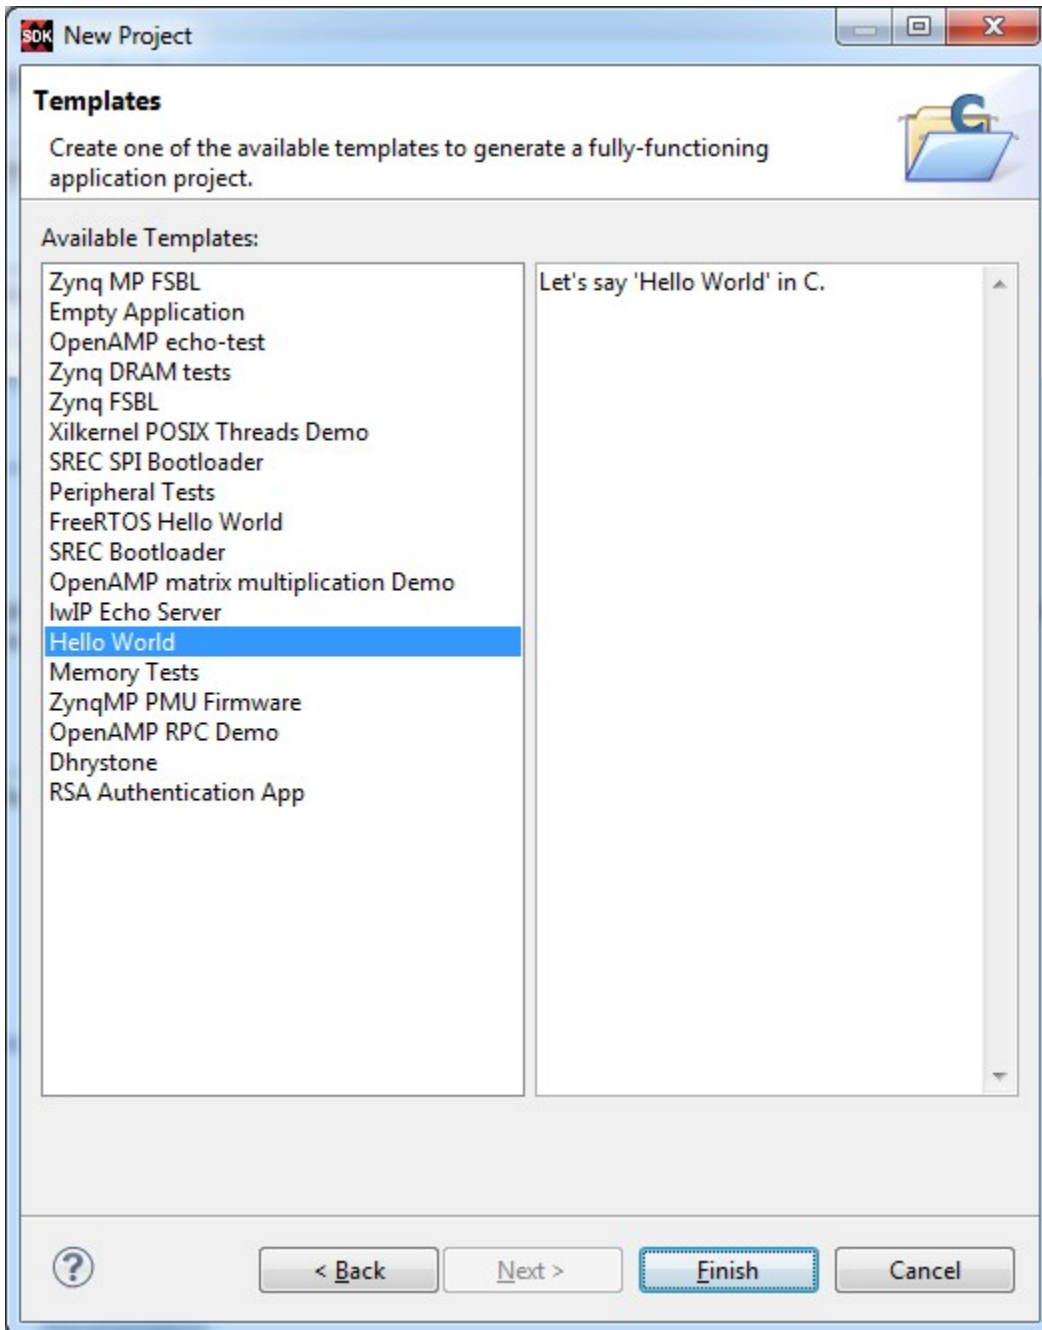 SDK New Project
Templates
Create one of the available templates to generate a fully-functioning
application project.
C
Available Templates:
Zynq MP FSBL
Empty Application
OpenAMP echo-test
Zynq DRAM tests
Zynq FSBL
Xilkernel POSIX Threads Demo
SREC SPI Bootloader
Peripheral Tests
FreeRTOS Hello World
SREC Bootloader
OpenAMP matrix multiplication Demo
lwIP Echo Server
Hello World
Memory Tests
ZynqMP PMU Firmware
OpenAMP RPC Demo
Dhrystone
RSA Authentication App
Let's say 'Hello World' in C.
? < Back Next > Finish Cancel